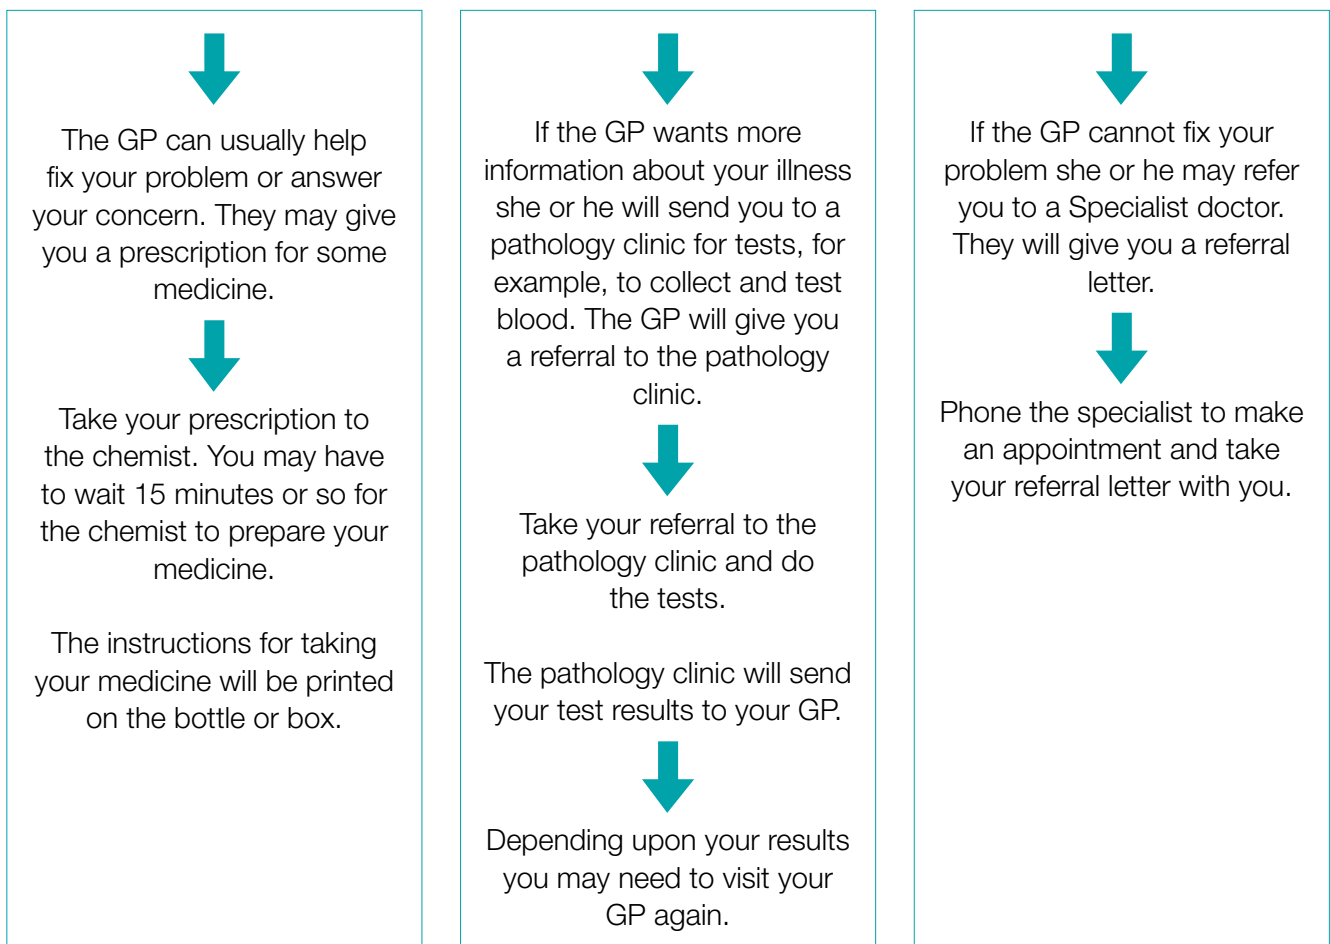 The GP can usually help
fix your problem or answer
your concern. They may give
you a prescription for some
medicine.
Take your prescription to
the chemist. You may have
to wait 15 minutes or so for
the chemist to prepare your
medicine.
The instructions for taking
your medicine will be printed
on the bottle or box.
If the GP wants more
information about your illness
she or he will send you to a
pathology clinic for tests, for
example, to collect and test
blood. The GP will give you
a referral to the pathology
clinic.
Take your referral to the
pathology clinic and do
the tests.
The pathology clinic will send
your test results to your GP.
Depending upon your results
you may need to visit your
GP again.
If the GP cannot fix your
problem she or he may refer
you to a Specialist doctor.
They will give you a referral
letter.
Phone the specialist to make
an appointment and take
your referral letter with you.